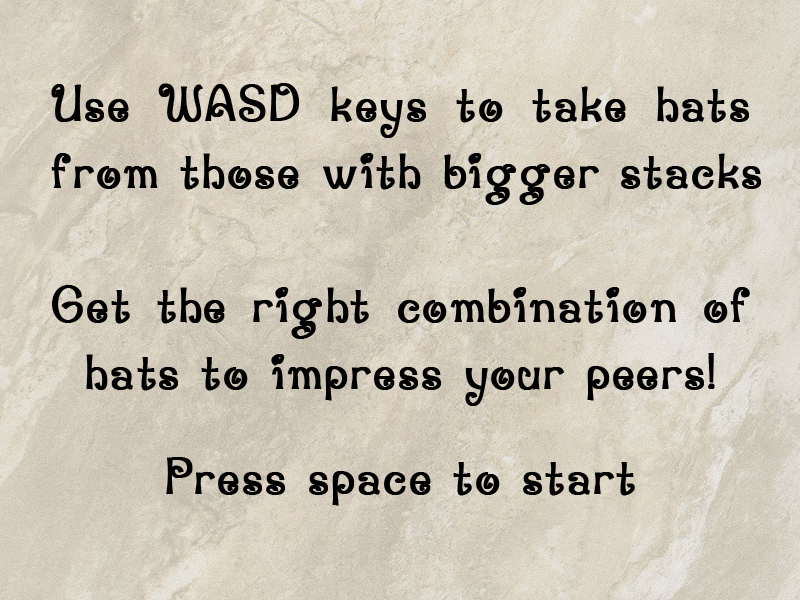 Use WASD keys to take hats
from those with bigger stacks
Get the right combination of
hats to impress your peers!
Press space to start